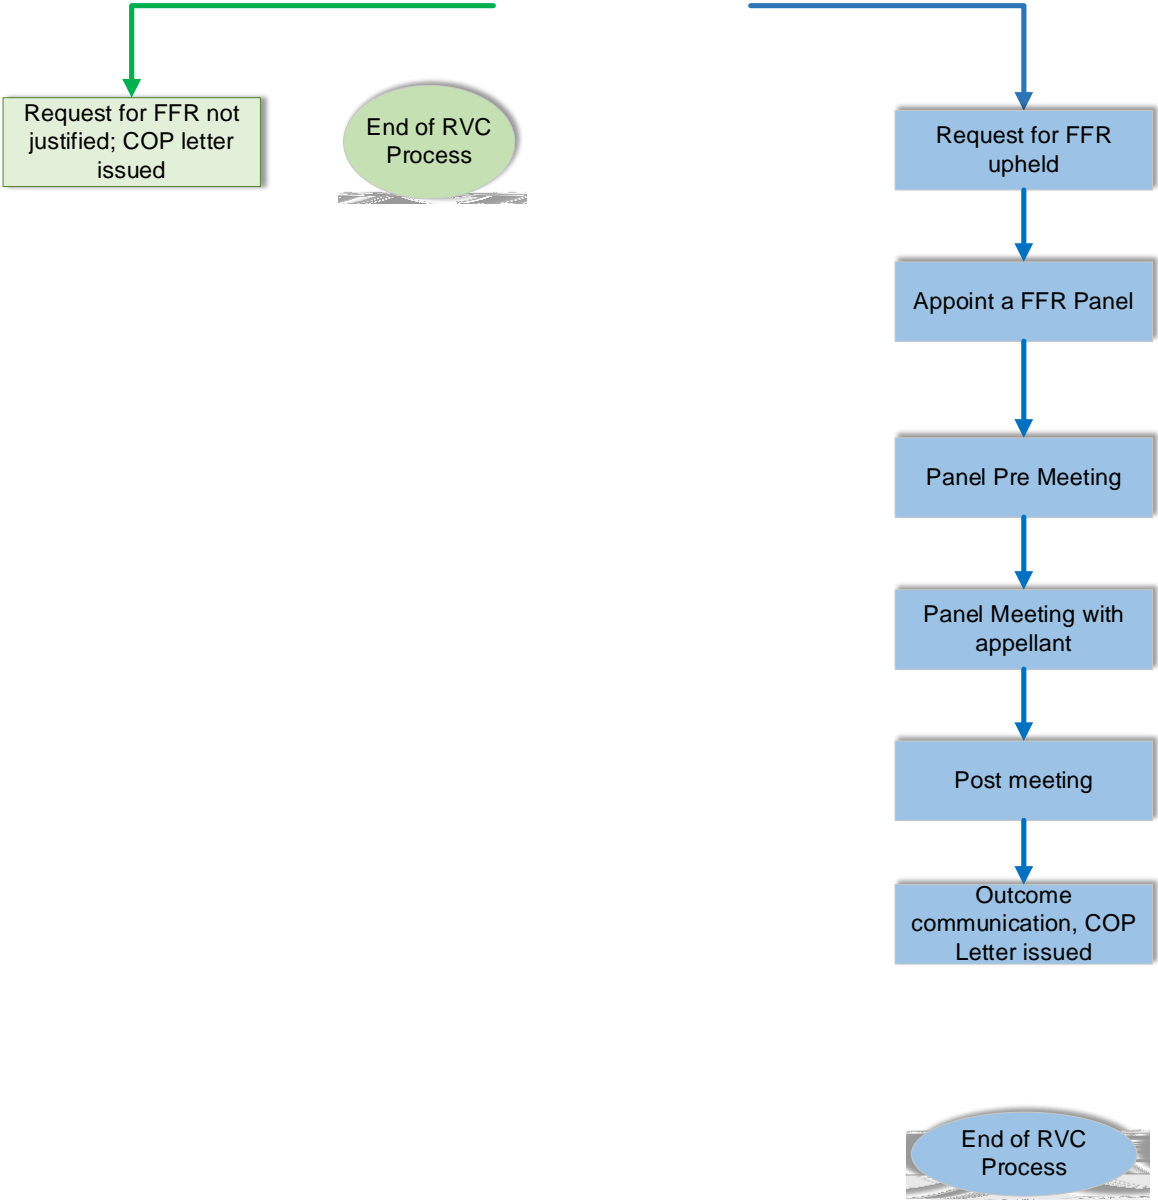 Request for FFR not
justified; COP letter
issued
End of RVC
Process
Request for FFR
upheld
Appoint a FFR Panel
Panel Pre Meeting
Panel Meeting with
appellant
Post meeting
Outcome
communication, COP
Letter issued
End of RVC
Process